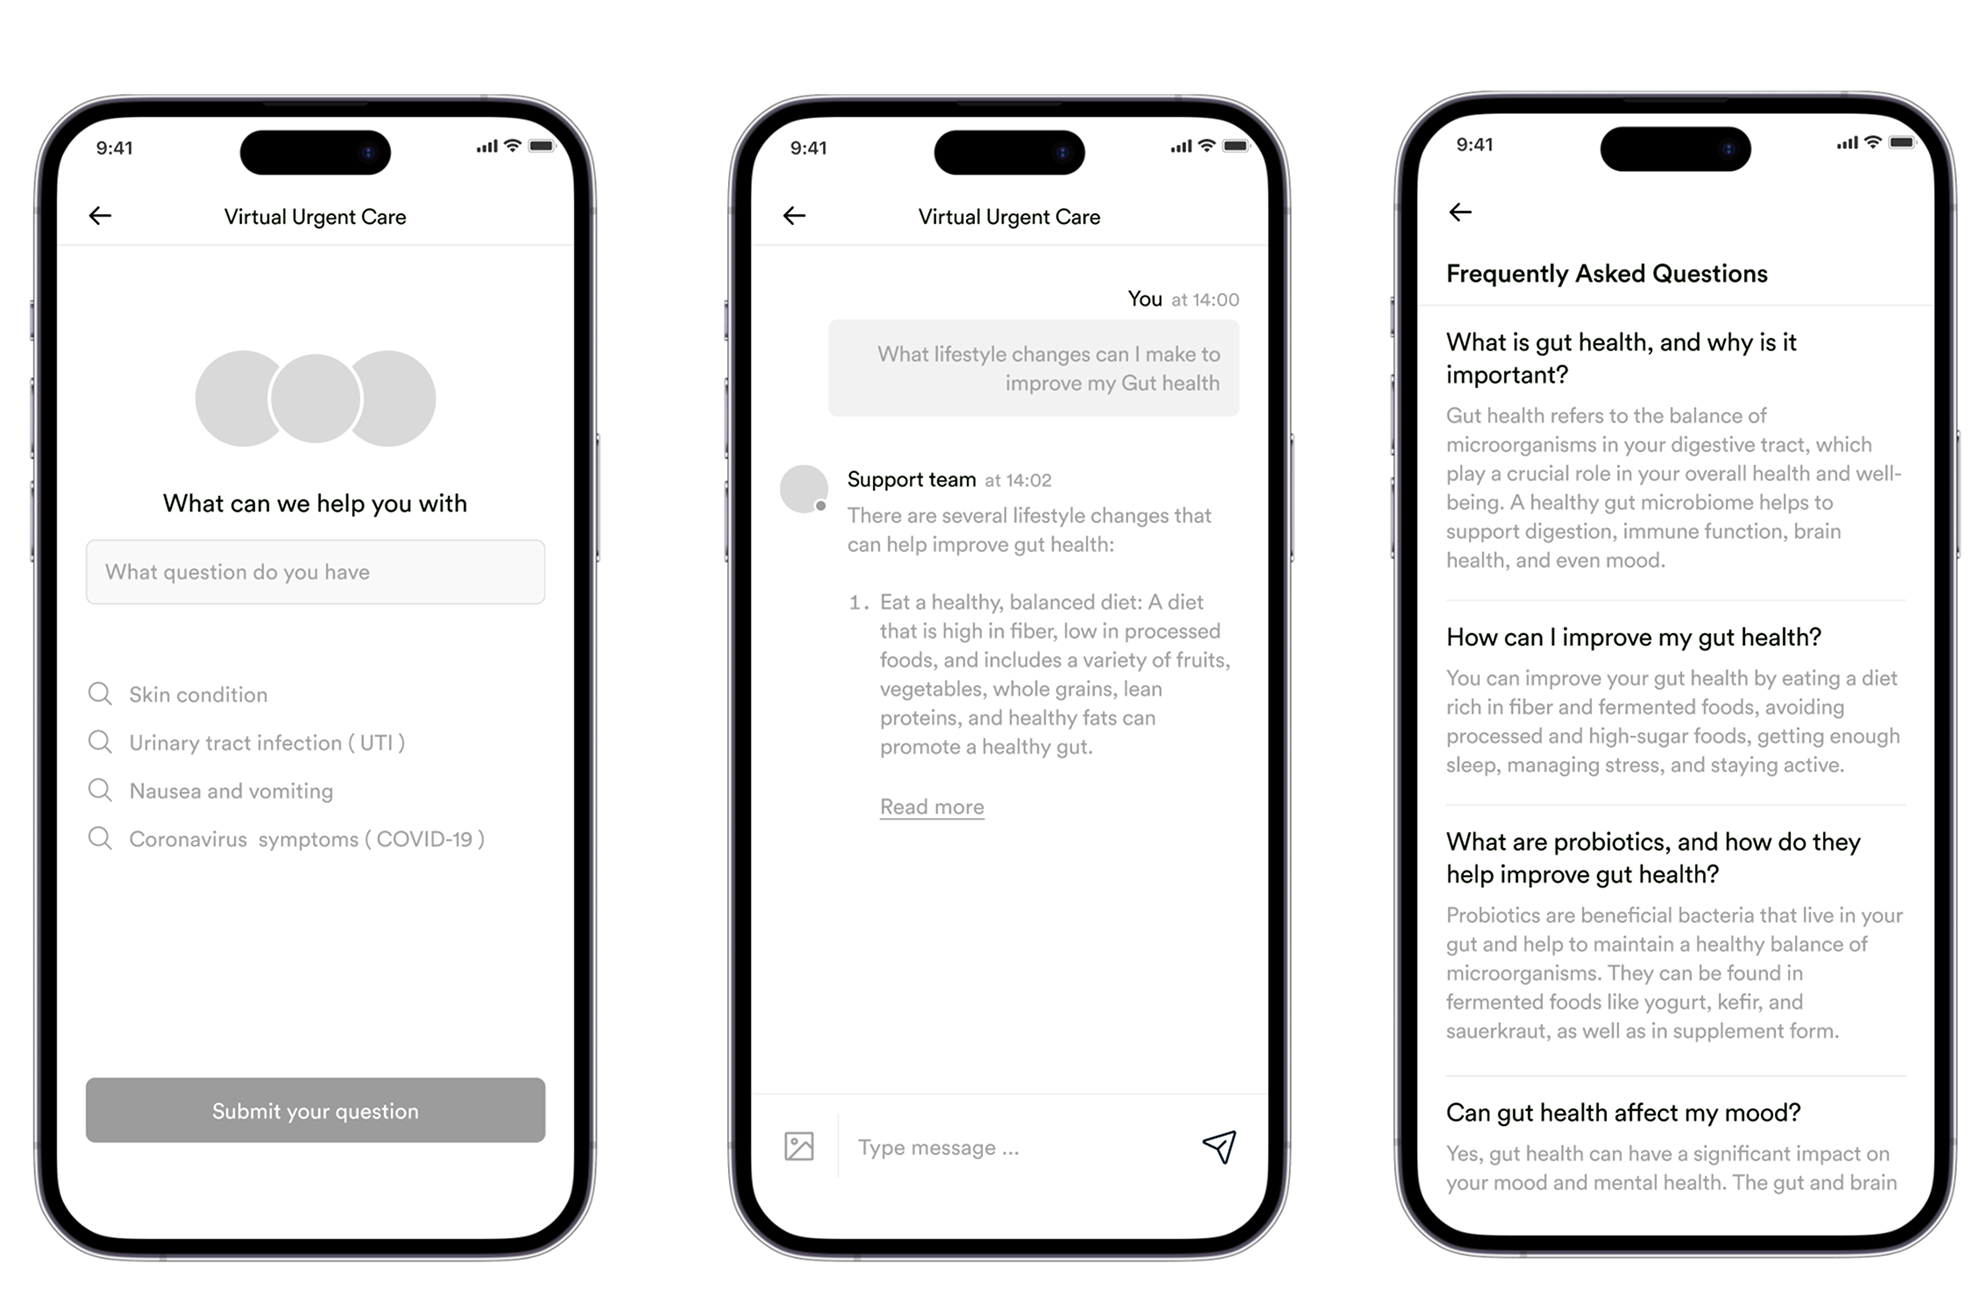 9:41
Virtual Urgent Care
What can we help you with
What question do you have
Skin condition
Urinary tract infection ( UTI )
Nausea and vomiting
Coronavirus  symptoms ( COVID-19 )
Submit your question
9:41
Virtual Urgent Care
You at 14:00
What lifestyle changes can I make to
improve my Gut health
Support team at 14:02
There are several lifestyle changes that
can help improve gut health:
1. Eat a healthy, balanced diet: A diet
that is high in fiber, low in processed
foods, and includes a variety of fruits,
vegetables, whole grains, lean
proteins, and healthy fats can
promote a healthy gut.
Read more
Type message ...
9:41
Frequently Asked Questions
What is gut health, and why is it
important?
Gut health refers to the balance of
microorganisms in your digestive tract, which
play a crucial role in your overall health and well-
being. A healthy gut microbiome helps to
support digestion, immune function, brain
health, and even mood.
How can I improve my gut health?
You can improve your gut health by eating a diet
rich in fiber and fermented foods, avoiding
processed and high-sugar foods, getting enough
sleep, managing stress, and staying active.
What are probiotics, and how do they
help improve gut health?
Probiotics are beneficial bacteria that live in your
gut and help to maintain a healthy balance of
microorganisms. They can be found in
fermented foods like yogurt, kefir, and
sauerkraut, as well as in supplement form.
Can gut health affect my mood?
Yes, gut health can have a significant impact on
your mood and mental health. The gut and brain